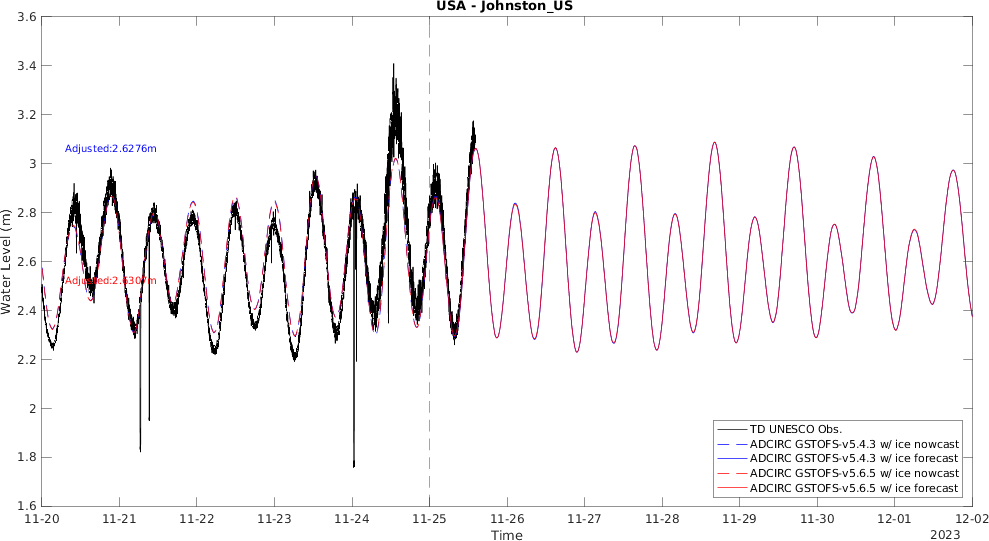 USA - Johnston_US
3.6
3.4
3.2
3
2.8
2.6
2.4
2.2
2
1.8
1.6
Water Level (m)
Adjusted:2.6276m
Adjusted:2.6307m
TD UNESCO Obs.
ADCIRC GSTOFS-v5.4.3 w/ ice nowcast
ADCIRC GSTOFS-v5.4.3 w/ ice forecast
ADCIRC GSTOFS-v5.6.5 w/ ice nowcast
ADCIRC GSTOFS-v5.6.5 w/ ice forecast
11-20 11-21 11-22 11-23 11-24 11-25 11-26 11-27 11-28 11-29 11-30 12-01 12-02
Time
2023